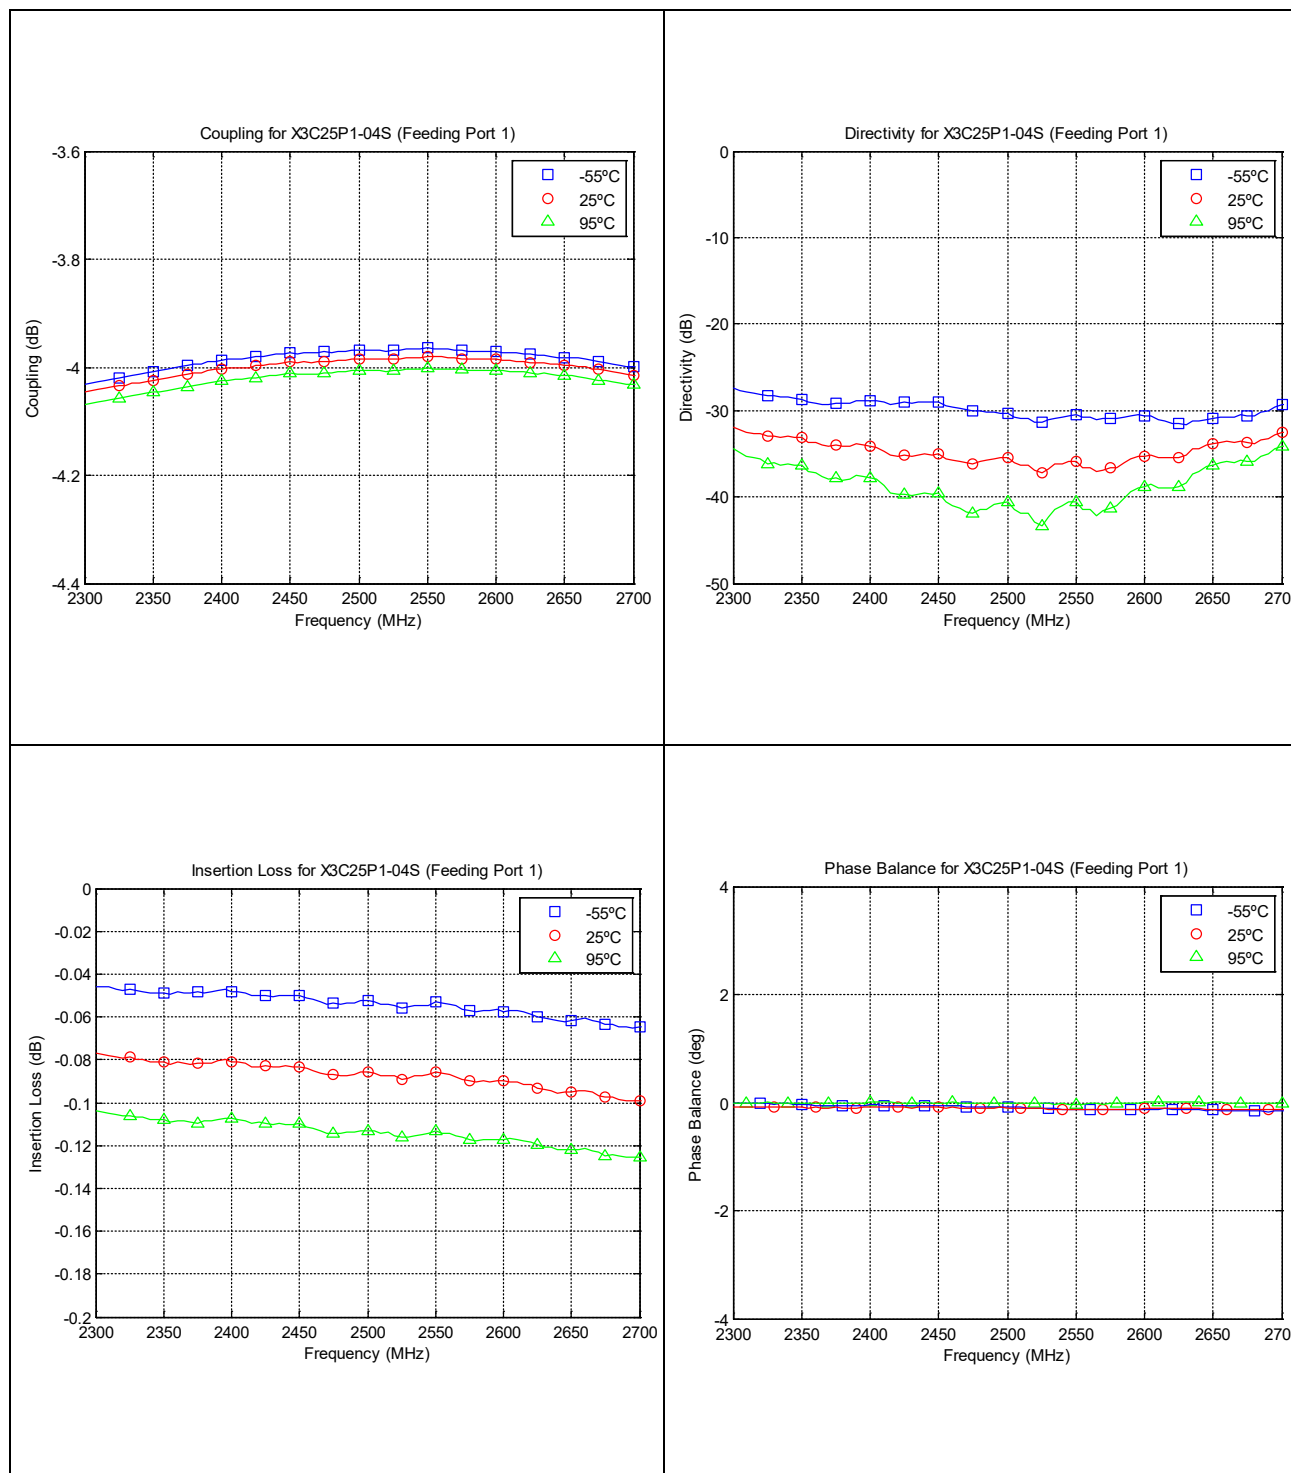 Coupling for X3C25P1-04S (Feeding Port 1)
-3.6
-3.8
-4
-4.2
-4.4
Coupling (dB)
-55ºC
25ºC
95ºC
2300 2350 2400 2450 2500 2550 2600 2650 2700
Frequency (MHz)
Directivity for X3C25P1-04S (Feeding Port 1)
0
-10
-20
-30
-40
-50
Directivity (dB)
-55ºC
25ºC
95ºC
2300 2350 2400 2450 2500 2550 2600 2650 270
Frequency (MHz)
Insertion Loss for X3C25P1-04S (Feeding Port 1)
0
-0.02
-0.04
-0.06
-0.08
-0.1
-0.12
-0.14
-0.16
-0.18
-0.2
Insertion Loss (dB)
-55ºC
25ºC
95ºC
2300 2350 2400 2450 2500 2550 2600 2650 2700
Frequency (MHz)
Phase Balance for X3C25P1-04S (Feeding Port 1)
4
2
0
-2
-4
Phase Balance (deg)
-55ºC
25ºC
95ºC
2300 2350 2400 2450 2500 2550 2600 2650 270
Frequency (MHz)